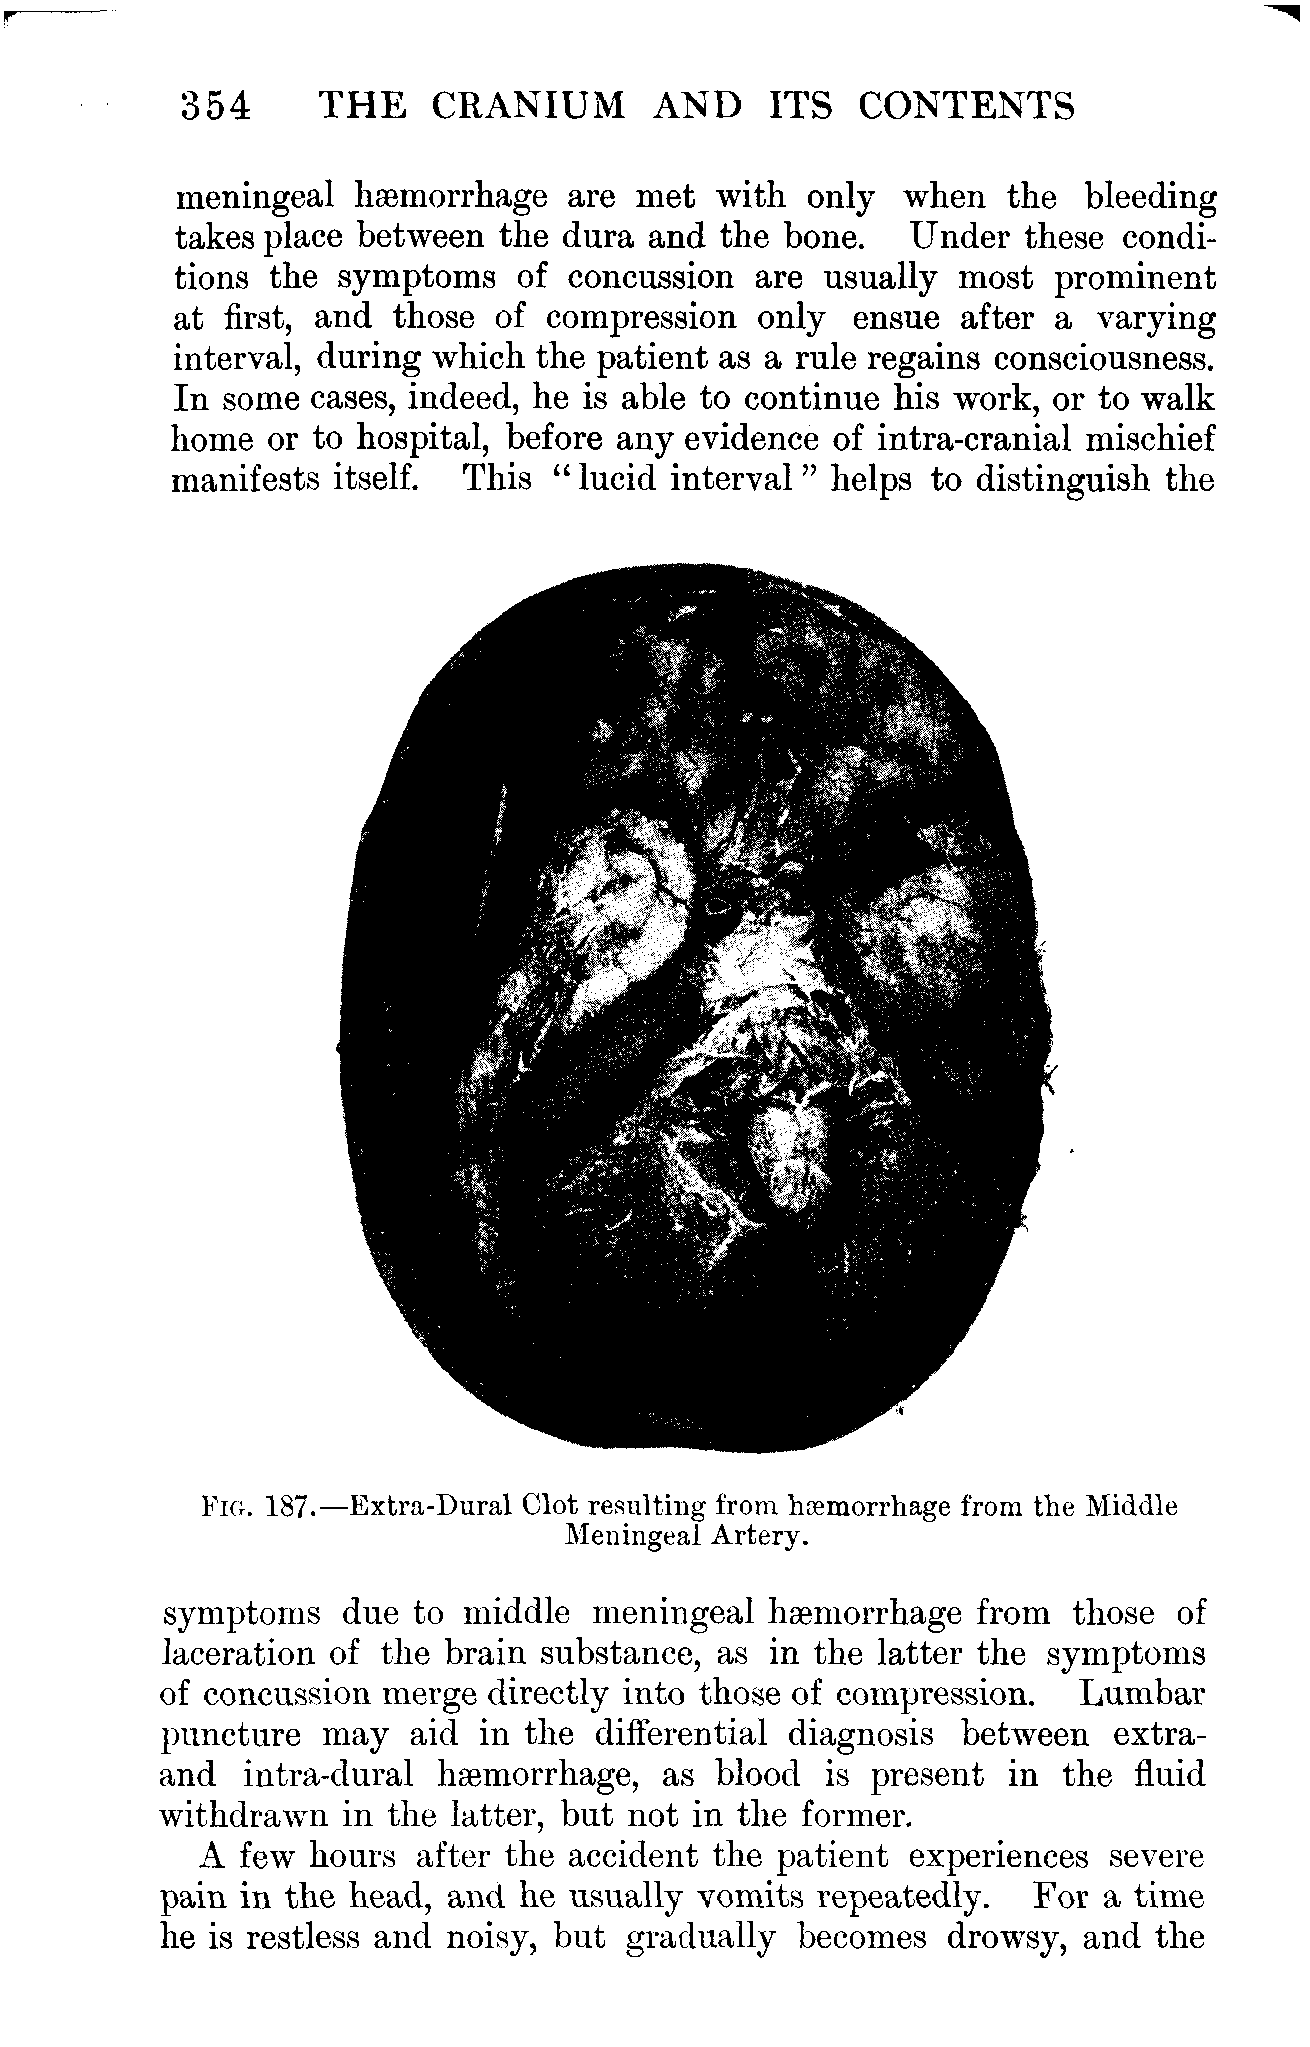 354 THE CRANIUM AND ITS CONTENTS
meningeal hæmorrhage are met with only when the bleeding
takes place between the dura and the bone. Under these condi-
tions the symptoms of concussion are usually most prominent
at first, and those of compression only ensue after a varying
interval, during which the patient as a rule regains consciousness.
In some cases, indeed, he is able to continue his work, or to walk
home or to hospital, before any evidence of intra-cranial mischief
manifests itself. This “lucid interval” helps to distinguish the
FIG. 187.—Extra-Dural Clot resulting from hæmorrhage from the Middle
Meningeal Artery.
symptoms due to middle meningeal hæmorrhage from those of
laceration of the brain substance, as in the latter the symptoms
of concussion merge directly into those of compression. Lumbar
puncture may aid in the differential diagnosis between extra-
and intra-dural hæmorrhage, as blood is present in the fluid
withdrawn in the latter, but not in the former.
A few hours after the accident the patient experiences severe
pain in the head, and he usually vomits repeatedly. For a time
he is restless and noisy, but gradually becomes drowsy, and the